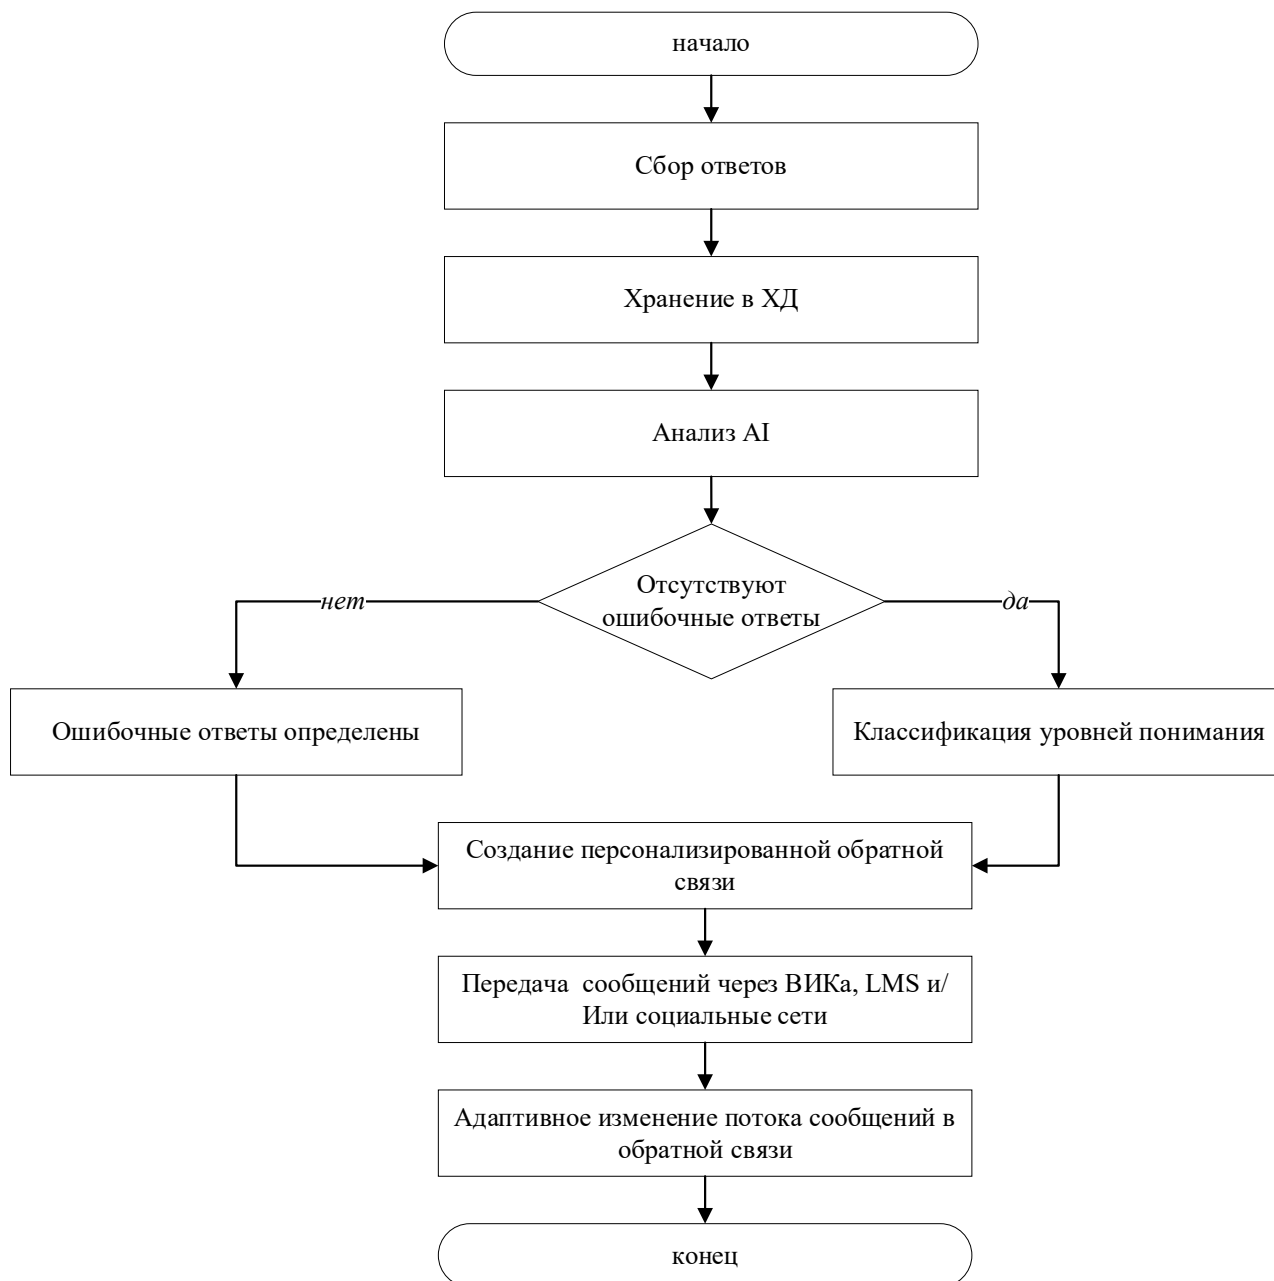 начало
Сбор ответов
Хранение в ХД
Анализ AI
Отсутствуют
ошибочные ответы
нет
да
Ошибочные ответы определены
Классификация уровней понимания
Создание персонализированной обратной
связи
Передача  сообщений через ВИКа, LMS и/
Или социальные сети
Адаптивное изменение потока сообщений в
обратной связи
конец